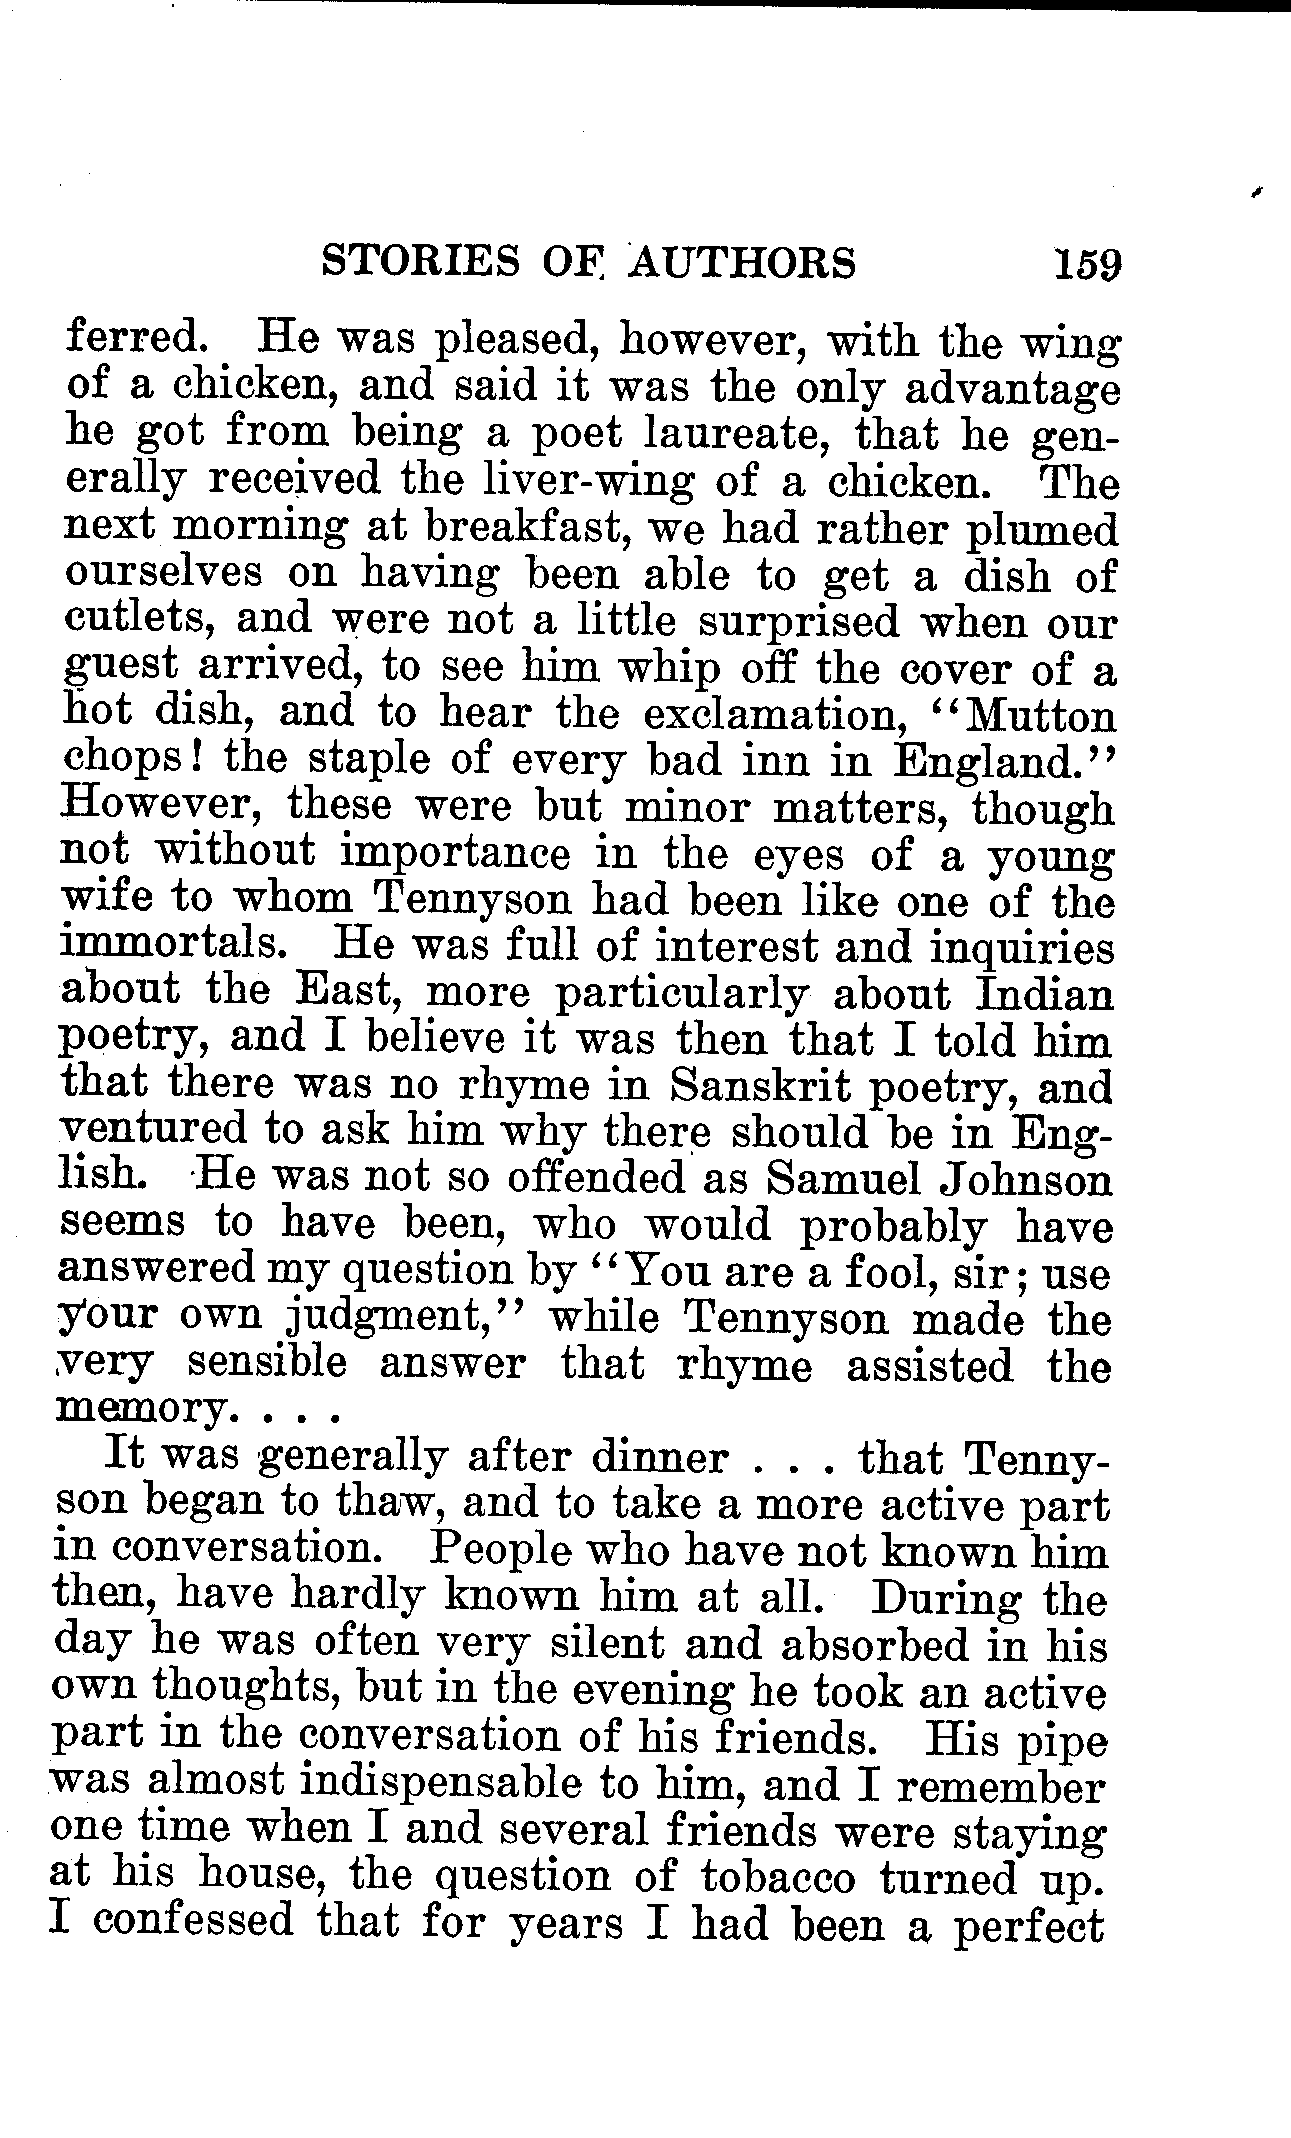 STORIES OF AUTHORS 159
ferred. He was pleased, however, with the wing
of a chicken, and said it was the only advantage
he got from being a poet laureate, that he gen-
erally received the liver-wing of a chicken. The
next morning at breakfast, we had rather plumed
ourselves on having been able to get a dish of
cutlets, and were not a little surprised when our
guest arrived, to see him whip off the cover of a
hot dish, and to hear the exclamation, "Mutton
chops! the staple of every bad inn in England."
However, these were but minor matters, though
not without importance in the eyes of a young
wife to whom Tennyson had been like one of the
immortals. He was full of interest and inquiries
about the East, more particularly about Indian
poetry, and I believe it was then that I told him
that there was no rhyme in Sanskrit poetry, and
ventured to ask him why there should be in Eng-
lish. He was not so offended as Samuel Johnson
seems to have been, who would probably have
answered my question by "You are a fool, sir; use
your own judgment," while Tennyson made the
very sensible answer that rhyme assisted the
memory. . . .
It was generally after dinner . . . that Tenny-
son began to thaw, and to take a more active part
in conversation. People who have not known him
then, have hardly known him at all. During the
day he was often very silent and absorbed in his
own thoughts, but in the evening he took an active
part in the conversation of his friends. His pipe
was almost indispensable to him, and I remember
one time when I and several friends were staying
at his house, the question of tobacco turned up.
I confessed that for years I had been a perfect